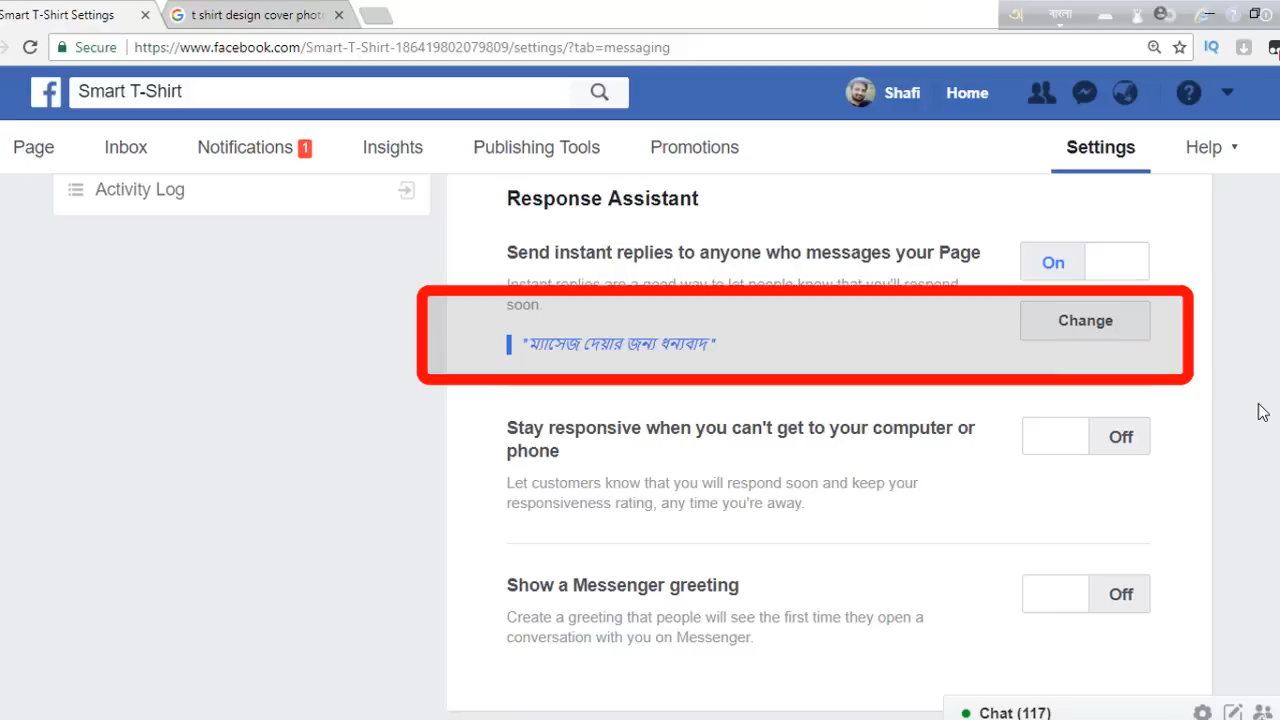 Smart T-Shirt Settings
t shirt design cover phot
বাংলা
Secure
https://www.facebook.com/Smart-T-Shirt-186419802079809/settings/?tab=messaging
IQ
Smart T-Shirt
Shafi
Home
Page
Inbox
Notifications 1
Insights
Publishing Tools
Promotions
Settings
Help
Activity Log
Response Assistant
Send instant replies to anyone who messages your Page
On
Instant replies are a good way to let people know that you'll respond
soon.
Change
"ম্যাসেজ দেয়ার জন্য ধন্যবাদ"
Stay responsive when you can't get to your computer or
phone
Off
Let customers know that you will respond soon and keep your
responsiveness rating, any time you're away.
Show a Messenger greeting
Off
Create a greeting that people will see the first time they open a
conversation with you on Messenger.
Chat (117)